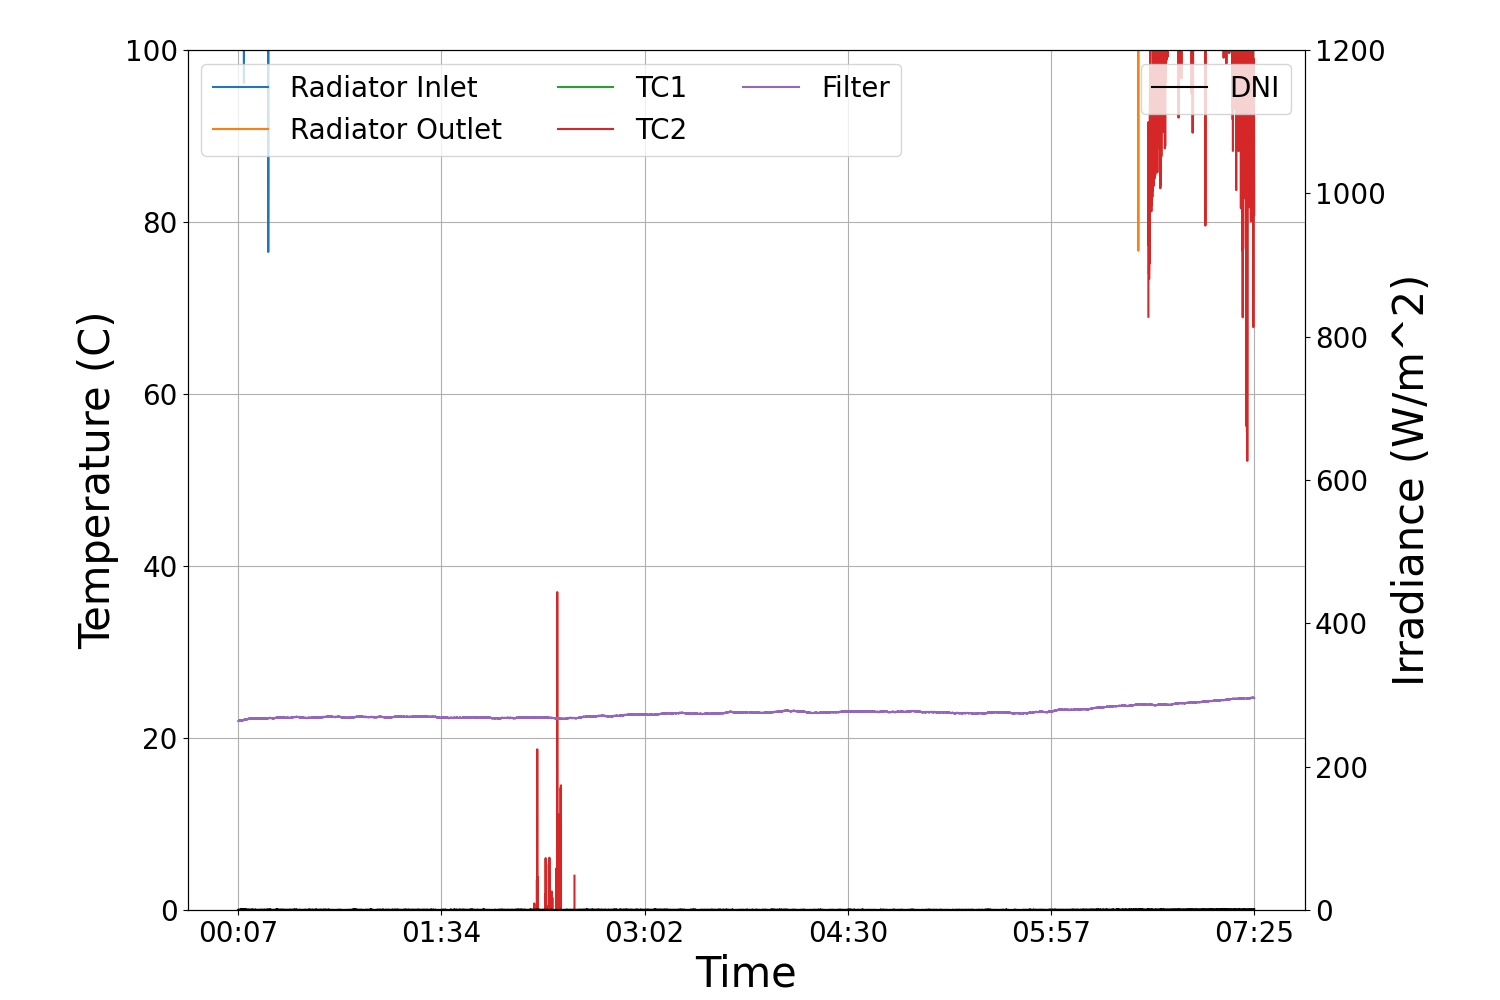 100
80
60
40
20
0
Temperature (C)
Radiator Inlet
Radiator Outlet
TC1
TC2
Filter
DNI
1200
1000
800
600
400
200
0
Irradiance (W/m^2)
00:07 01:34 03:02 04:30 05:57 07:25
Time